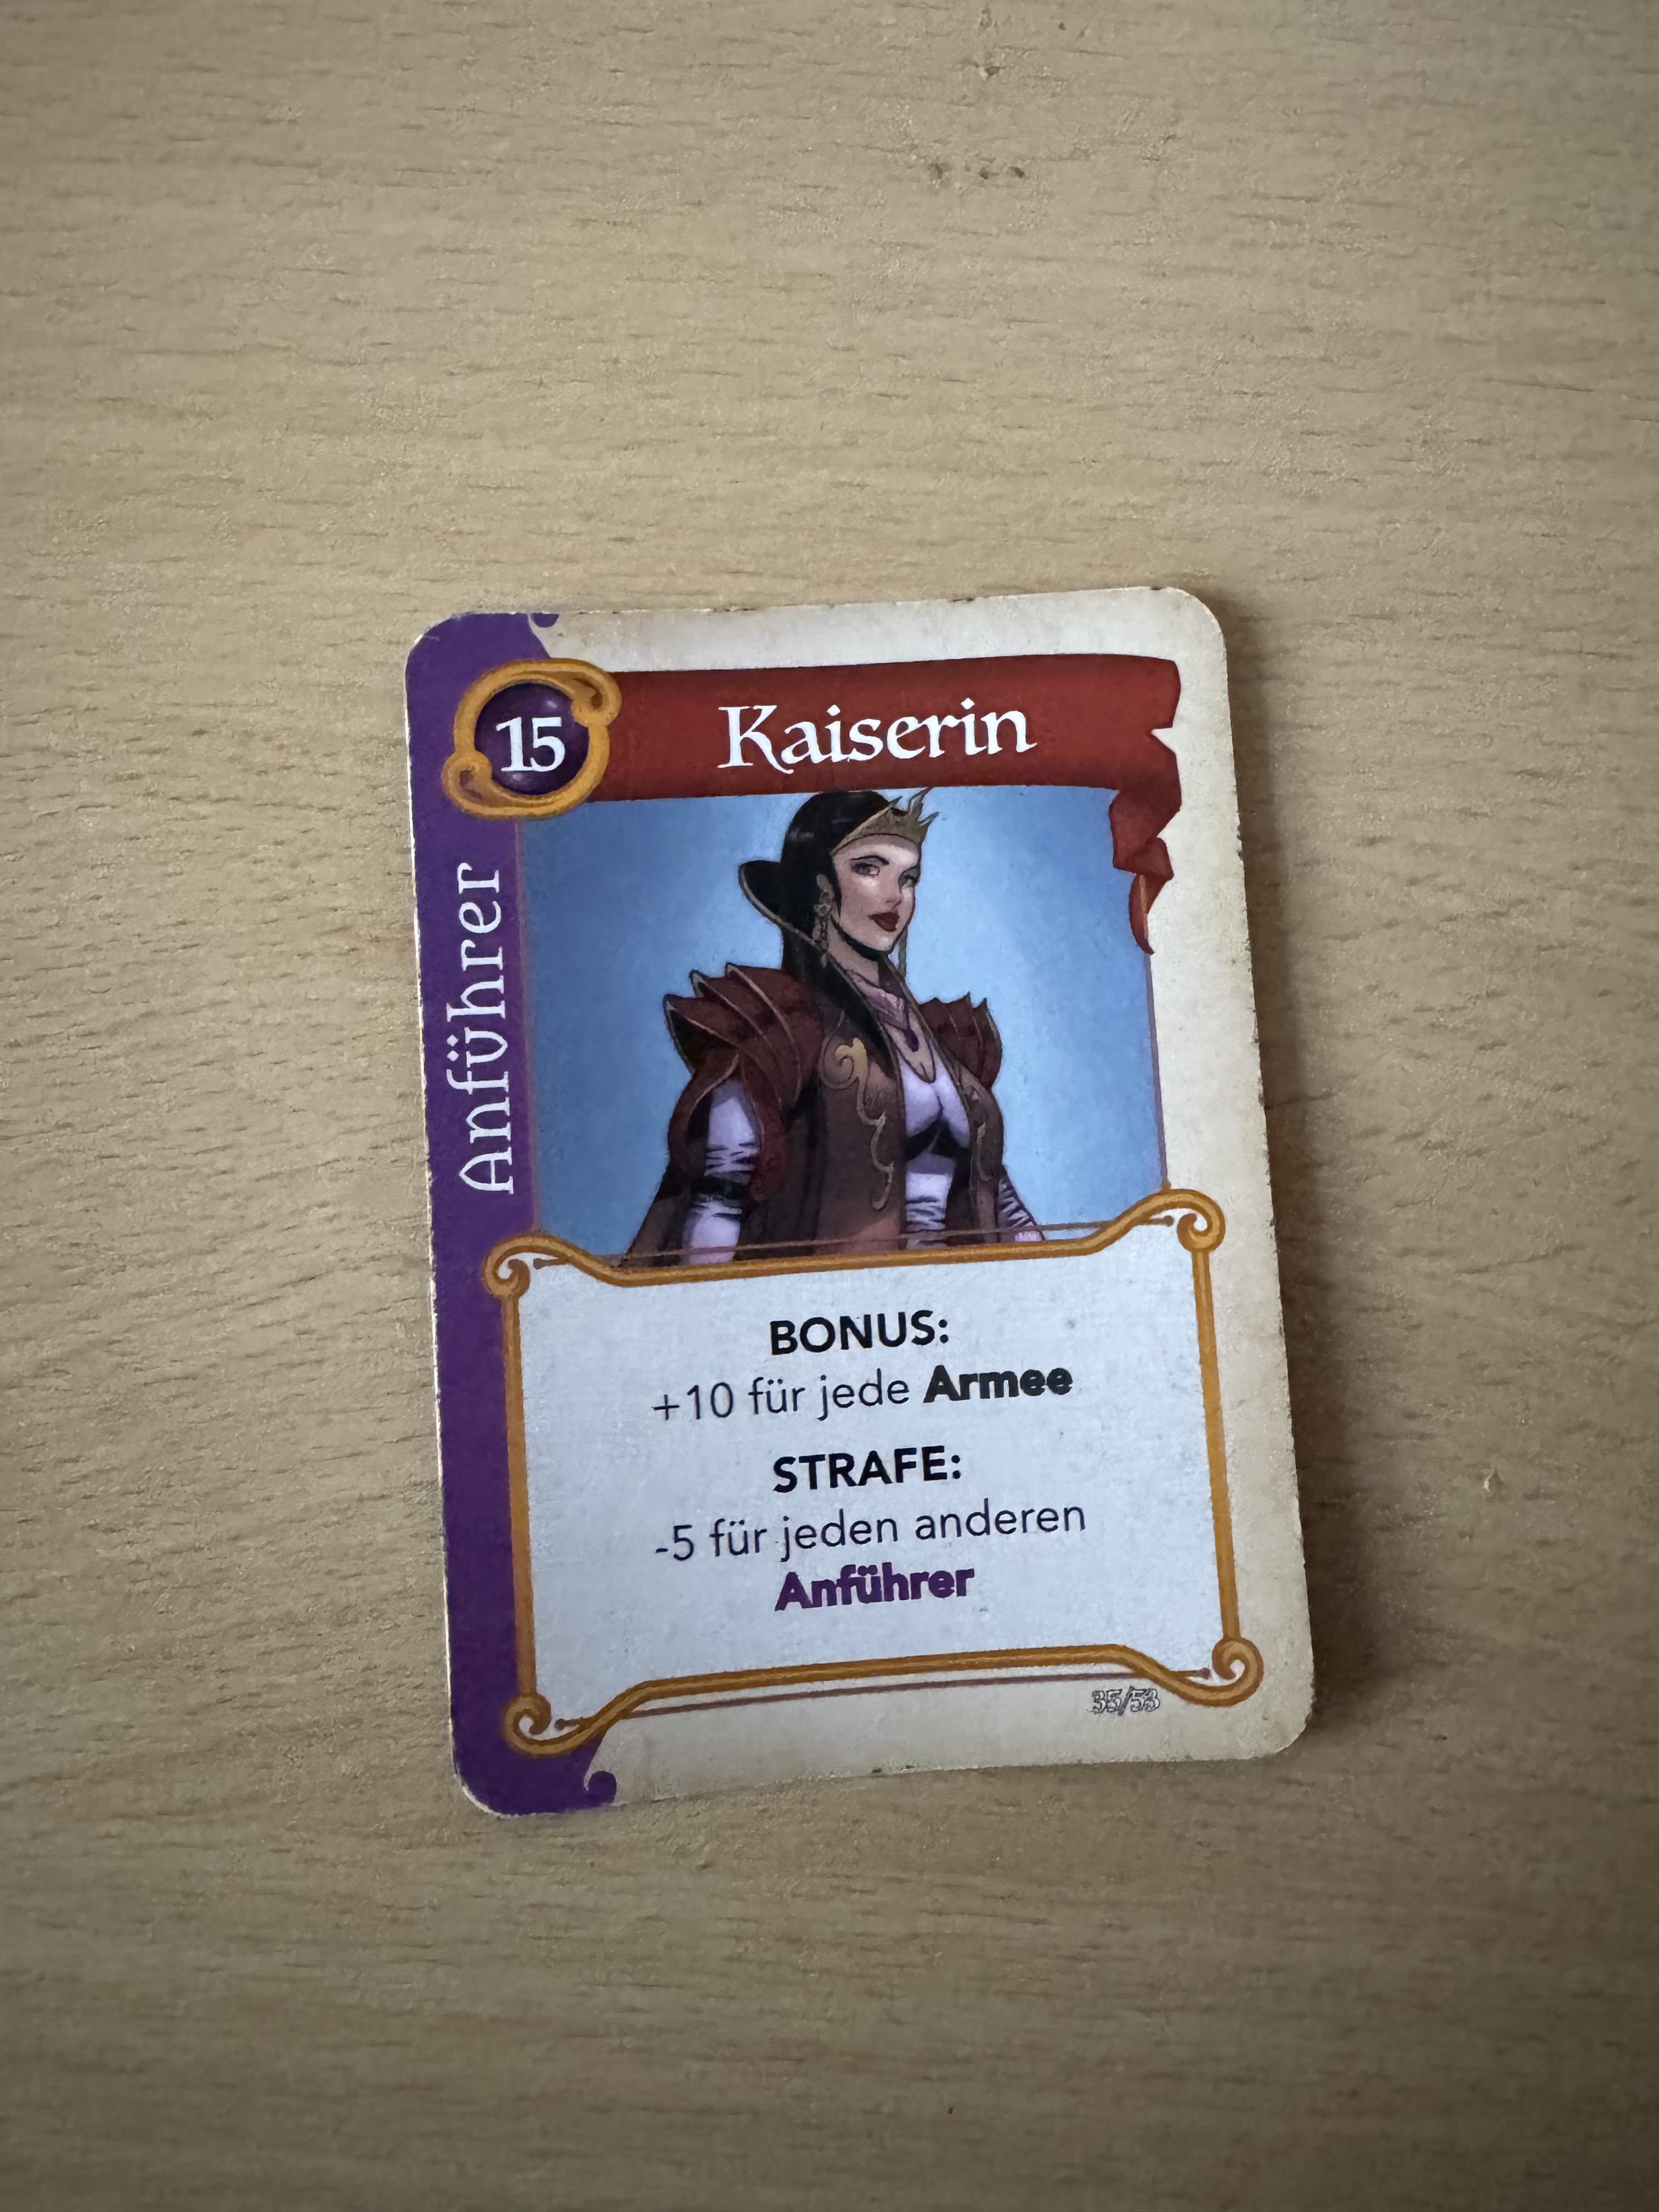 15
Kaiserin
Anführer
BONUS:
+10 für jede Armee
STRAFE:
-5 für jeden anderen
Anführer
35/53